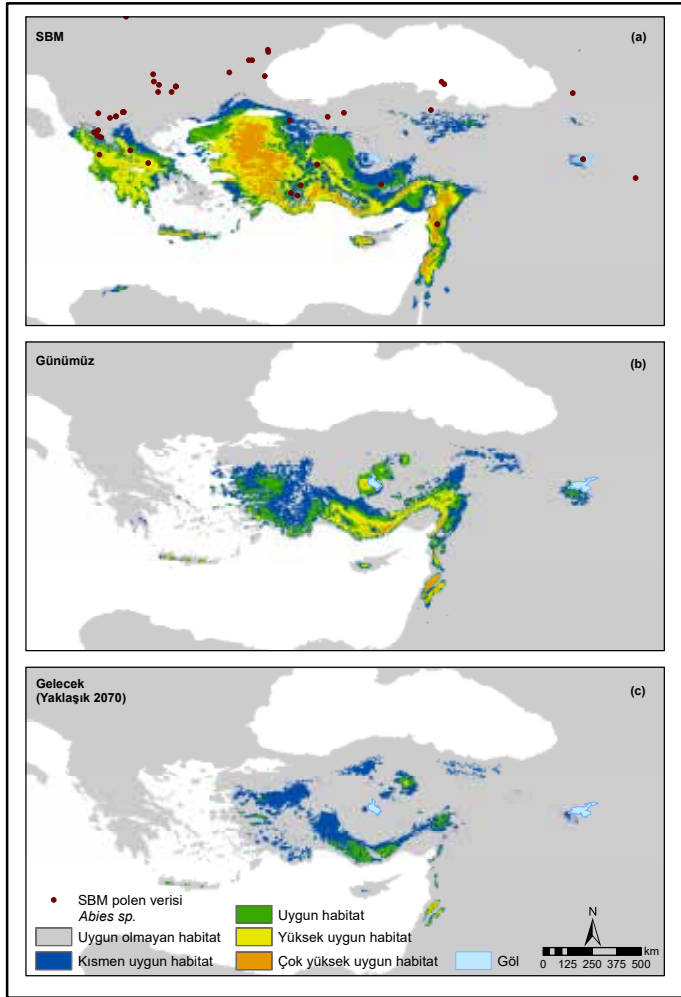 SBM
(a)
Günümüz
(b)
Gelecek
(Yaklaşık 2070)
(c)
SBM polen verisi
Abies sp.
Uygun olmayan habitat
Kısmen uygun habitat
Uygun habitat
Yüksek uygun habitat
Çok yüksek uygun habitat
Göl
N
km
0 125 250 375 500